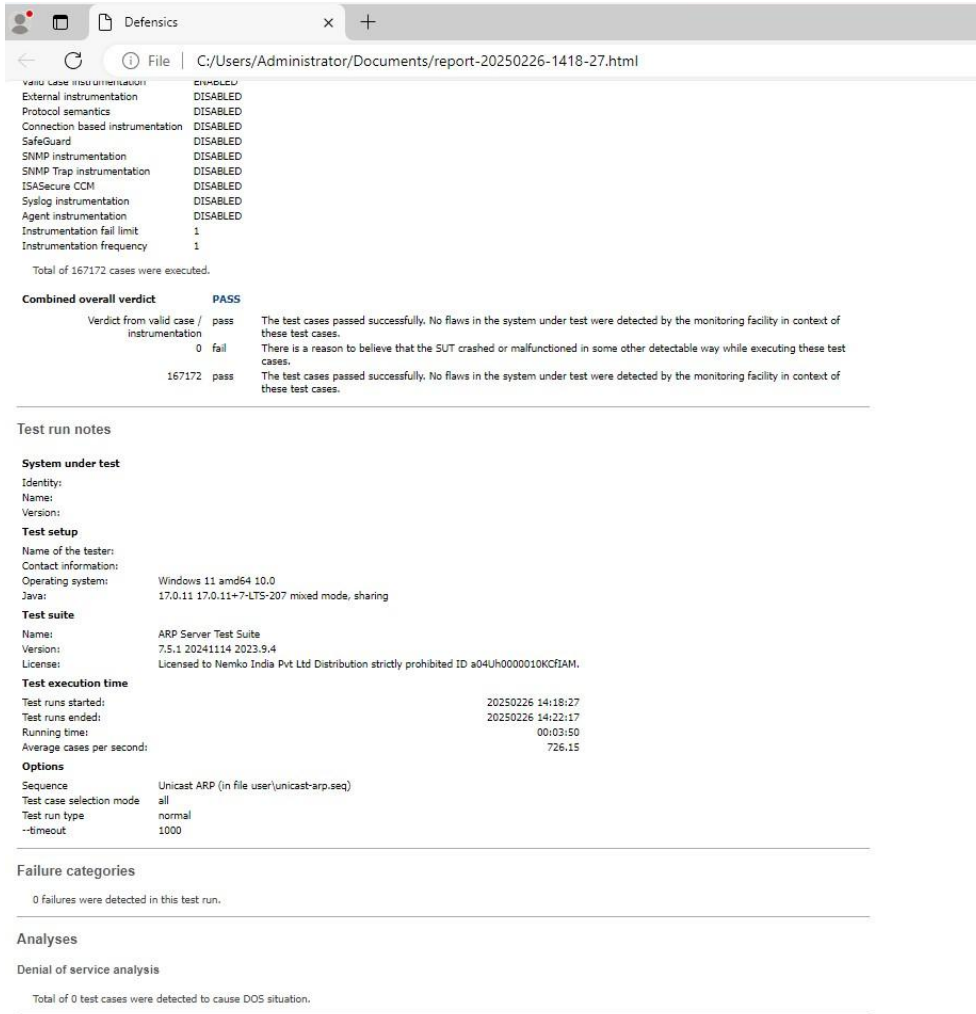 Defensics
File
C:/Users/Administrator/Documents/report-20250226-1418-27.html
Valid case instrumentation ENABLED
External instrumentation DISABLED
Protocol semantics DISABLED
Connection based instrumentation DISABLED
SafeGuard DISABLED
SNMP instrumentation DISABLED
SNMP Trap instrumentation DISABLED
ISASecure CCM DISABLED
Syslog instrumentation DISABLED
Agent instrumentation DISABLED
Instrumentation fail limit 1
Instrumentation frequency 1
Total of 167172 cases were executed.
Combined overall verdict PASS
Verdict from valid case / instrumentation pass The test cases passed successfully. No flaws in the system under test were detected by the monitoring facility in context of
these test cases.
0 fail There is a reason to believe that the SUT crashed or malfunctioned in some other detectable way while executing these test
cases.
167172 pass The test cases passed successfully. No flaws in the system under test were detected by the monitoring facility in context of
these test cases.
Test run notes
System under test
Identity:
Name:
Version:
Test setup
Name of the tester:
Contact information:
Operating system: Windows 11 amd64 10.0
Java: 17.0.11 17.0.11+7-LTS-207 mixed mode, sharing
Test suite
Name: ARP Server Test Suite
Version: 7.5.1 20241114 2023.9.4
License: Licensed to Nemko India Pvt Ltd Distribution strictly prohibited ID a04Uh0000010KCfIAM.
Test execution time
Test runs started: 20250226 14:18:27
Test runs ended: 20250226 14:22:17
Running time: 00:03:50
Average cases per second: 726.15
Options
Sequence Unicast ARP (in file user\unicast-arp.seq)
Test case selection mode all
Test run type normal
--timeout 1000
Failure categories
0 failures were detected in this test run.
Analyses
Denial of service analysis
Total of 0 test cases were detected to cause DOS situation.